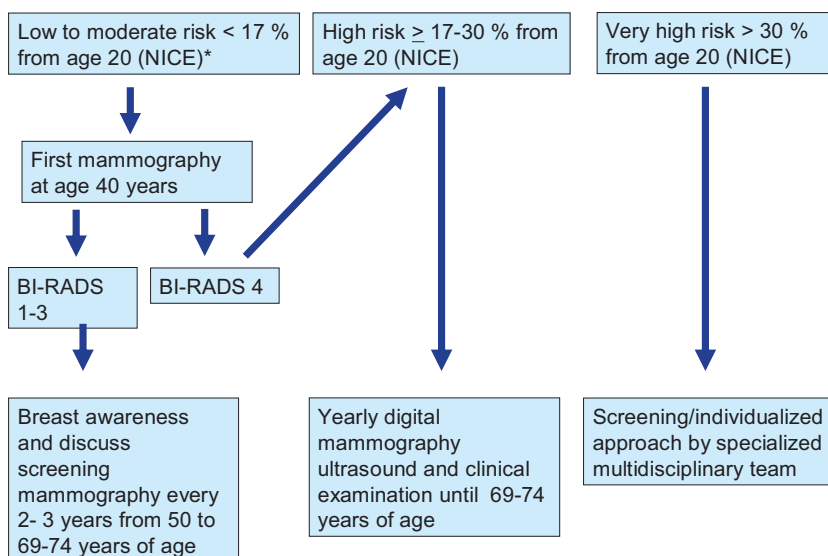 Low to moderate risk < 17 %
from age 20 (NICE)*
High risk ≥ 17-30 % from
age 20 (NICE)
Very high risk > 30 %
from age 20 (NICE)
First mammography
at age 40 years
BI-RADS
1-3
BI-RADS 4
Breast awareness
and discuss
screening
mammography every
2- 3 years from 50 to
69-74 years of age
Yearly digital
mammography
ultrasound and clinical
examination until 69-74
years of age
Screening/individualized
approach by specialized
multidisciplinary team